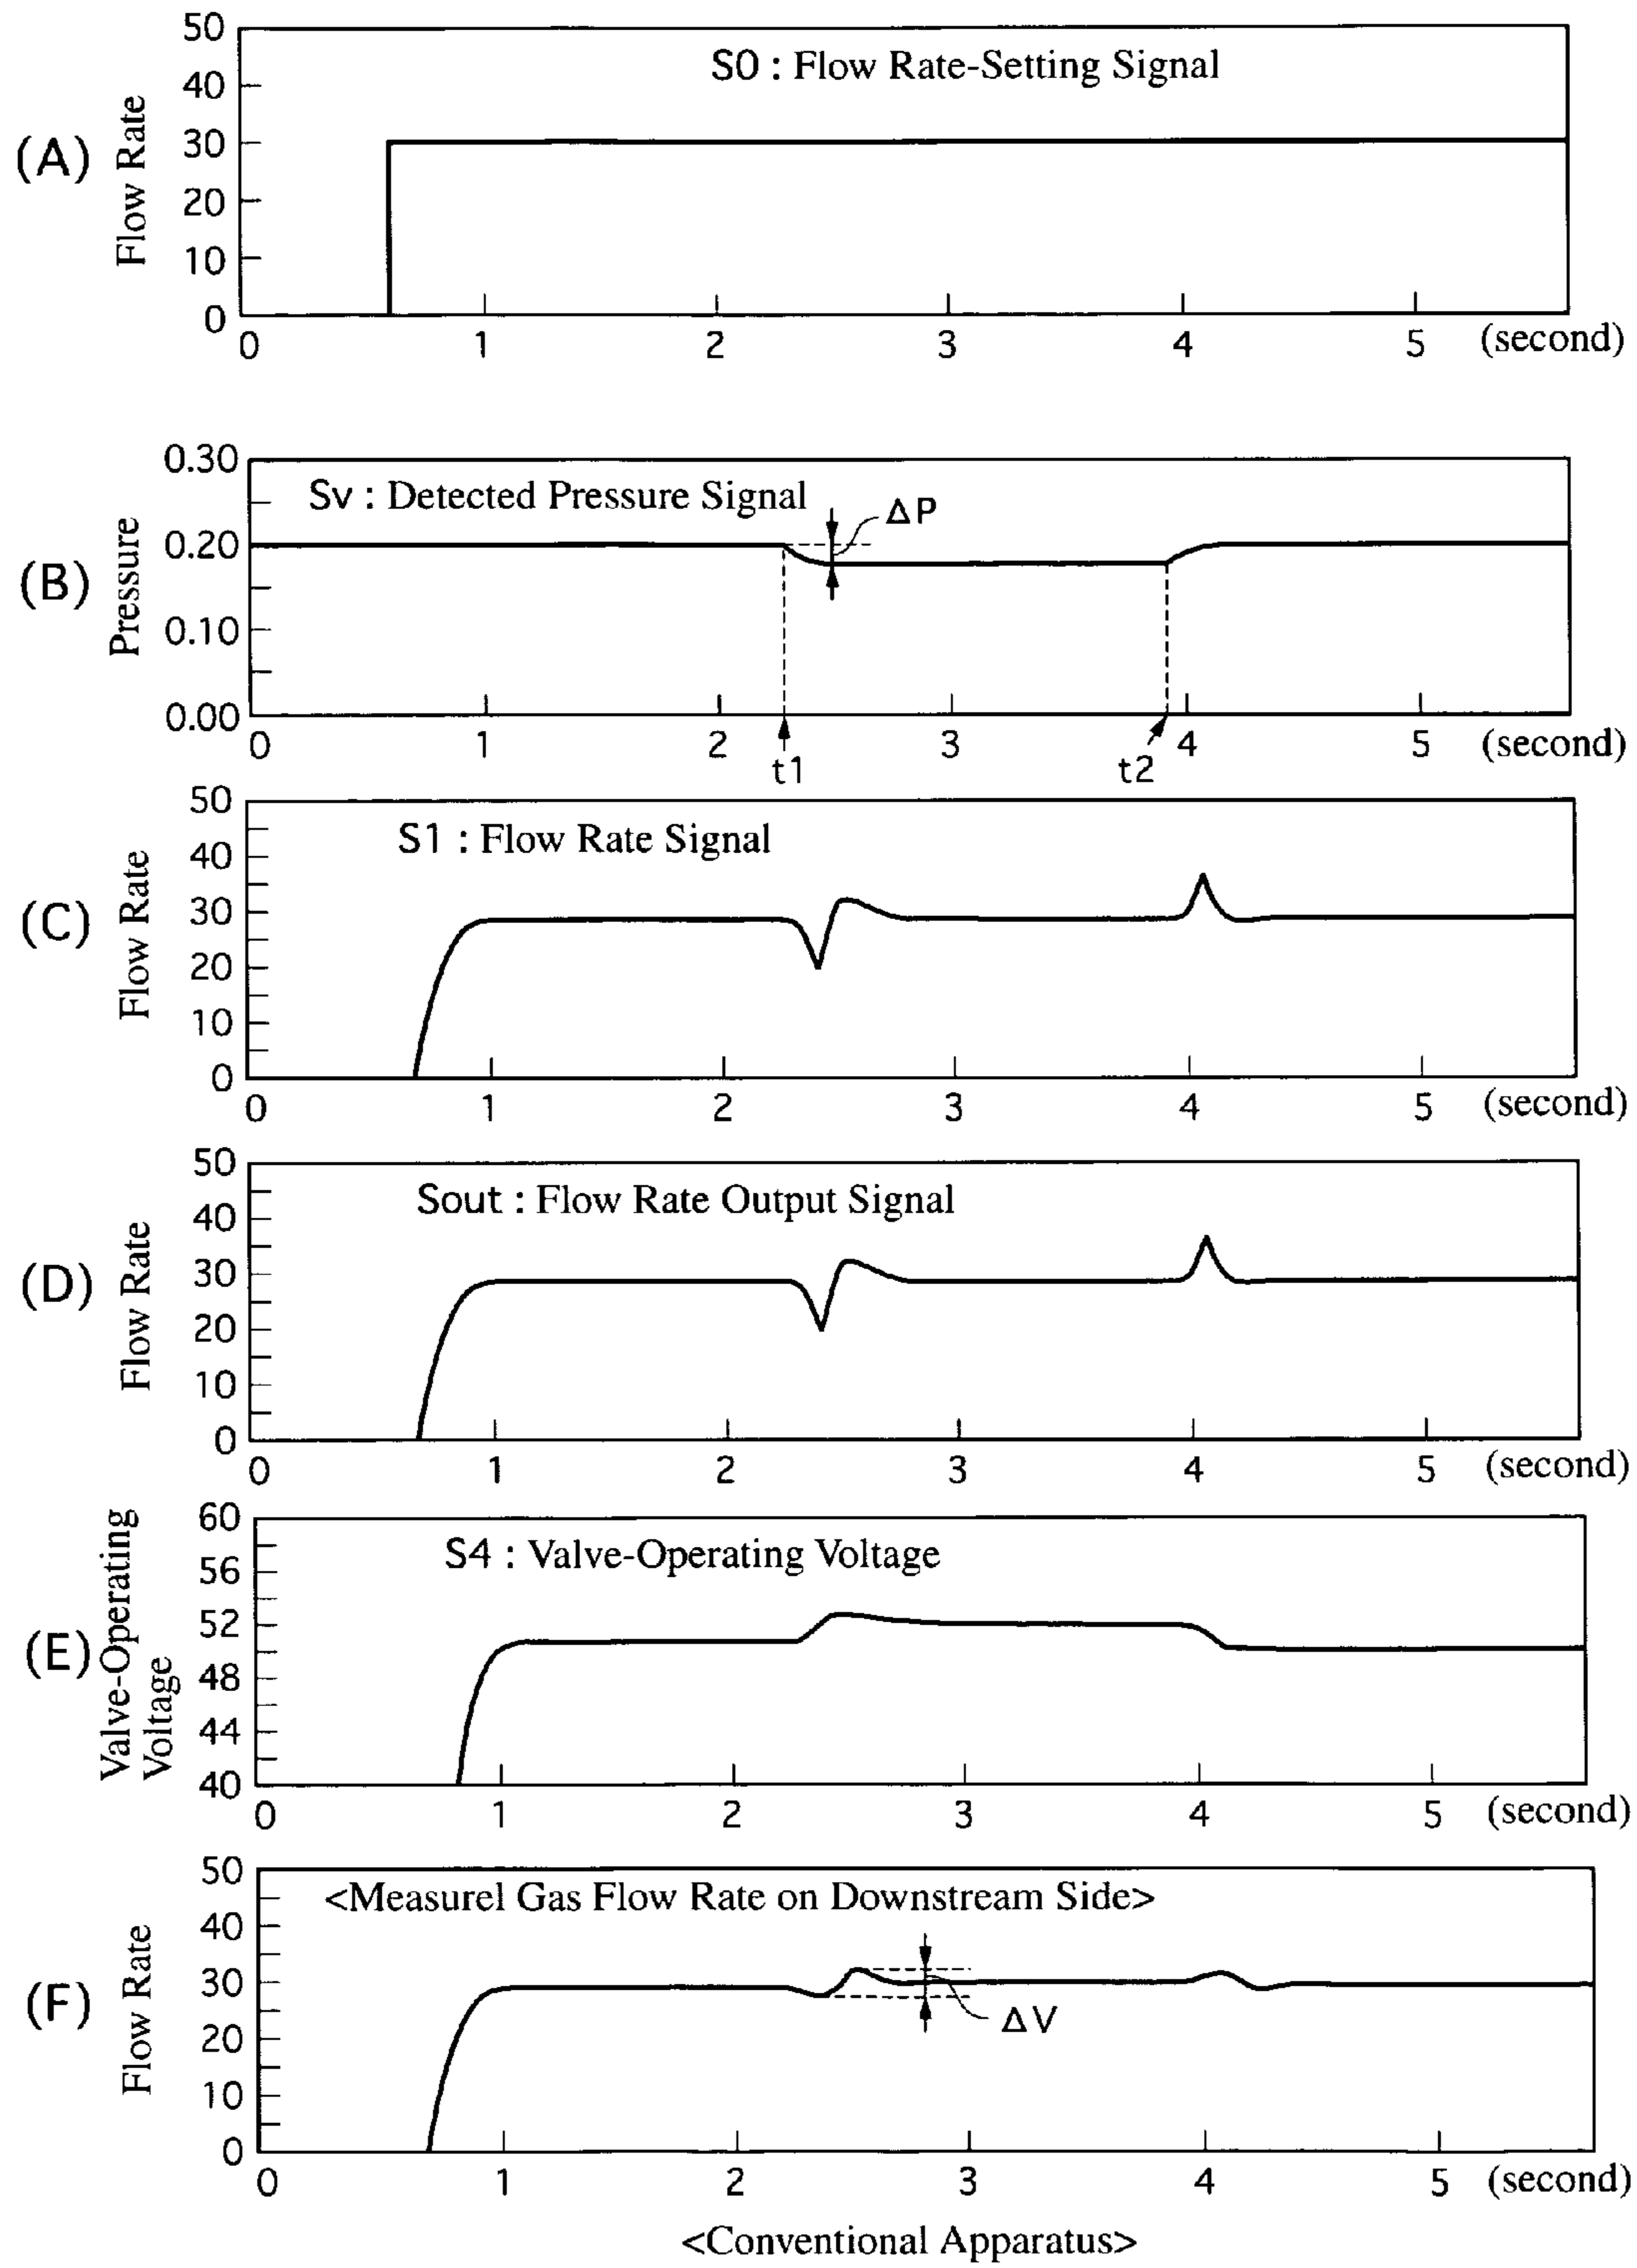 (A)
Flow Rate
S0 : Flow Rate-Setting Signal
50
40
30
20
10
0
0 1 2 3 4 5 (second)
(B)
Pressure
Sv : Detected Pressure Signal
ΔP
0.30
0.20
0.10
0.00
0 1 2 3 4 5 (second)
t1 t2
(C)
Flow Rate
S1 : Flow Rate Signal
50
40
30
20
10
0
0 1 2 3 4 5 (second)
(D)
Flow Rate
Sout : Flow Rate Output Signal
50
40
30
20
10
0
0 1 2 3 4 5 (second)
(E)
Valve-Operating
Voltage
S4 : Valve-Operating Voltage
60
56
52
48
44
40
0 1 2 3 4 5 (second)
(F)
Flow Rate
<Measurel Gas Flow Rate on Downstream Side>
ΔV
50
40
30
20
10
0
0 1 2 3 4 5 (second)
<Conventional Apparatus>